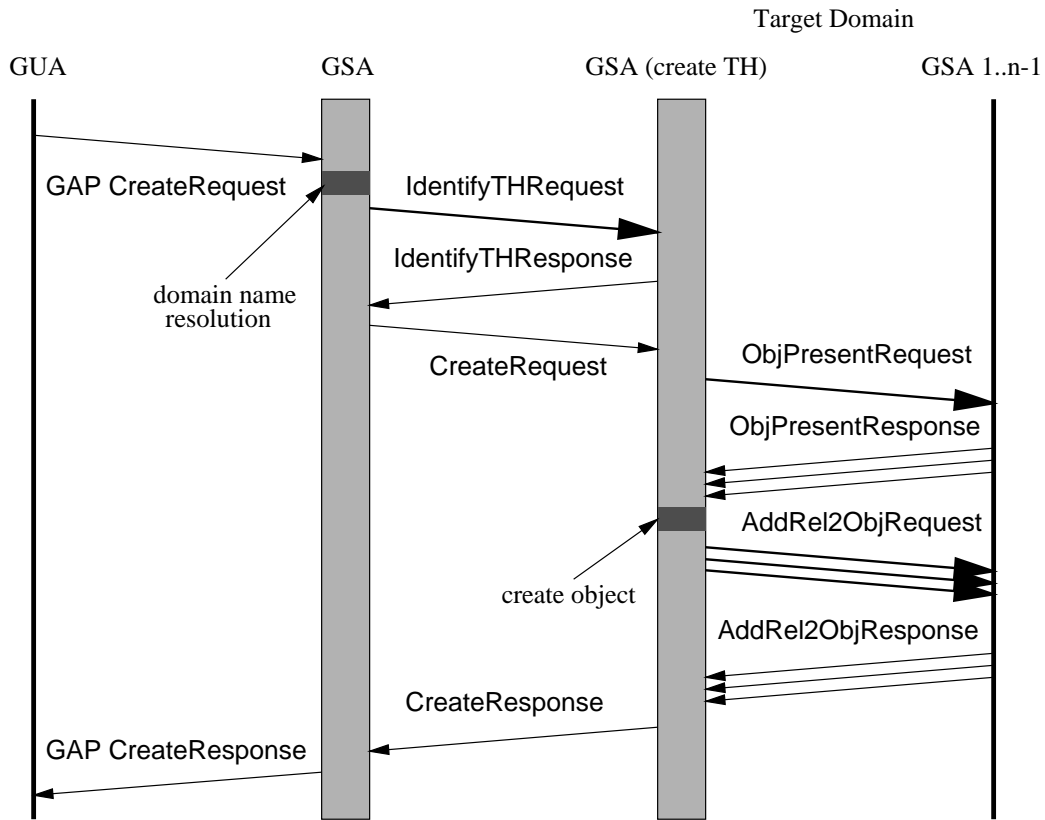 Target Domain
GUA
GSA
GSA (create TH)
GSA 1..n-1
GAP CreateRequest
IdentifyTHRequest
IdentifyTHResponse
domain name
resolution
CreateRequest
ObjPresentRequest
ObjPresentResponse
AddRel2ObjRequest
create object
AddRel2ObjResponse
CreateResponse
GAP CreateResponse